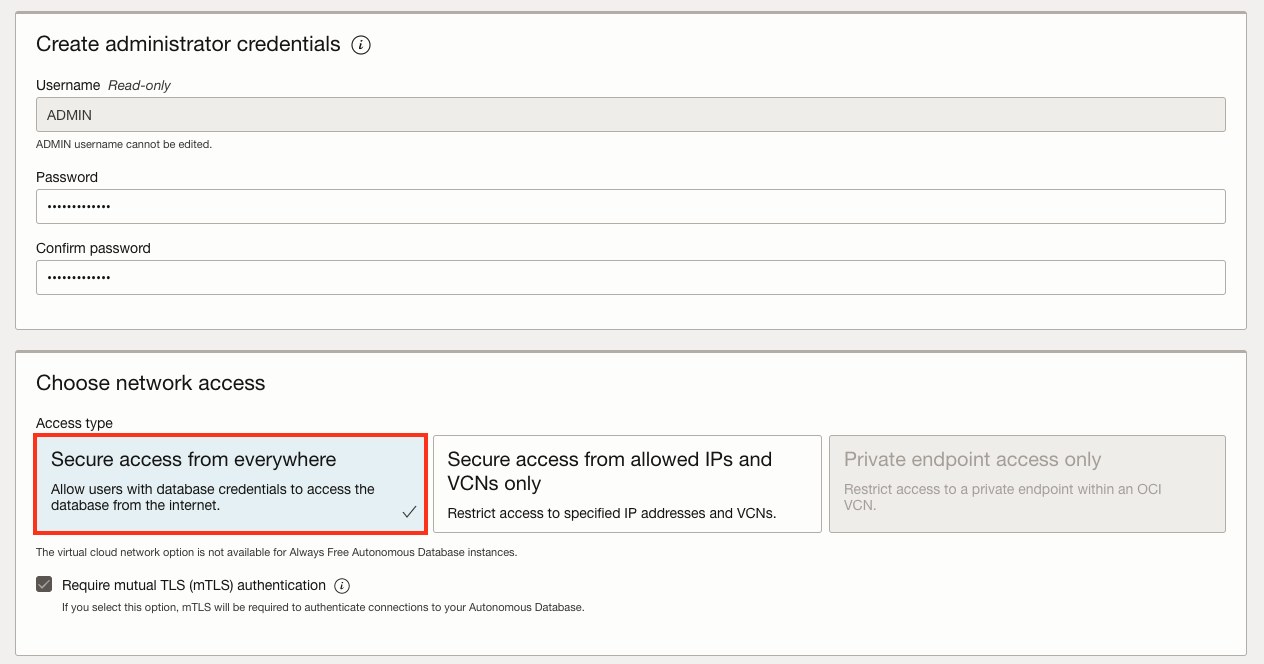 Create administrator credentials
Username Read-only
ADMIN
ADMIN username cannot be edited.
Password
•••••••••••••
Confirm password
•••••••••••••
Choose network access
Access type
Secure access from everywhere
Allow users with database credentials to access the
database from the internet.
Secure access from allowed IPs and
VCNs only
Restrict access to specified IP addresses and VCNs.
Private endpoint access only
Restrict access to a private endpoint within an OCI
VCN.
The virtual cloud network option is not available for Always Free Autonomous Database instances.
Require mutual TLS (mTLS) authentication
If you select this option, mTLS will be required to authenticate connections to your Autonomous Database.